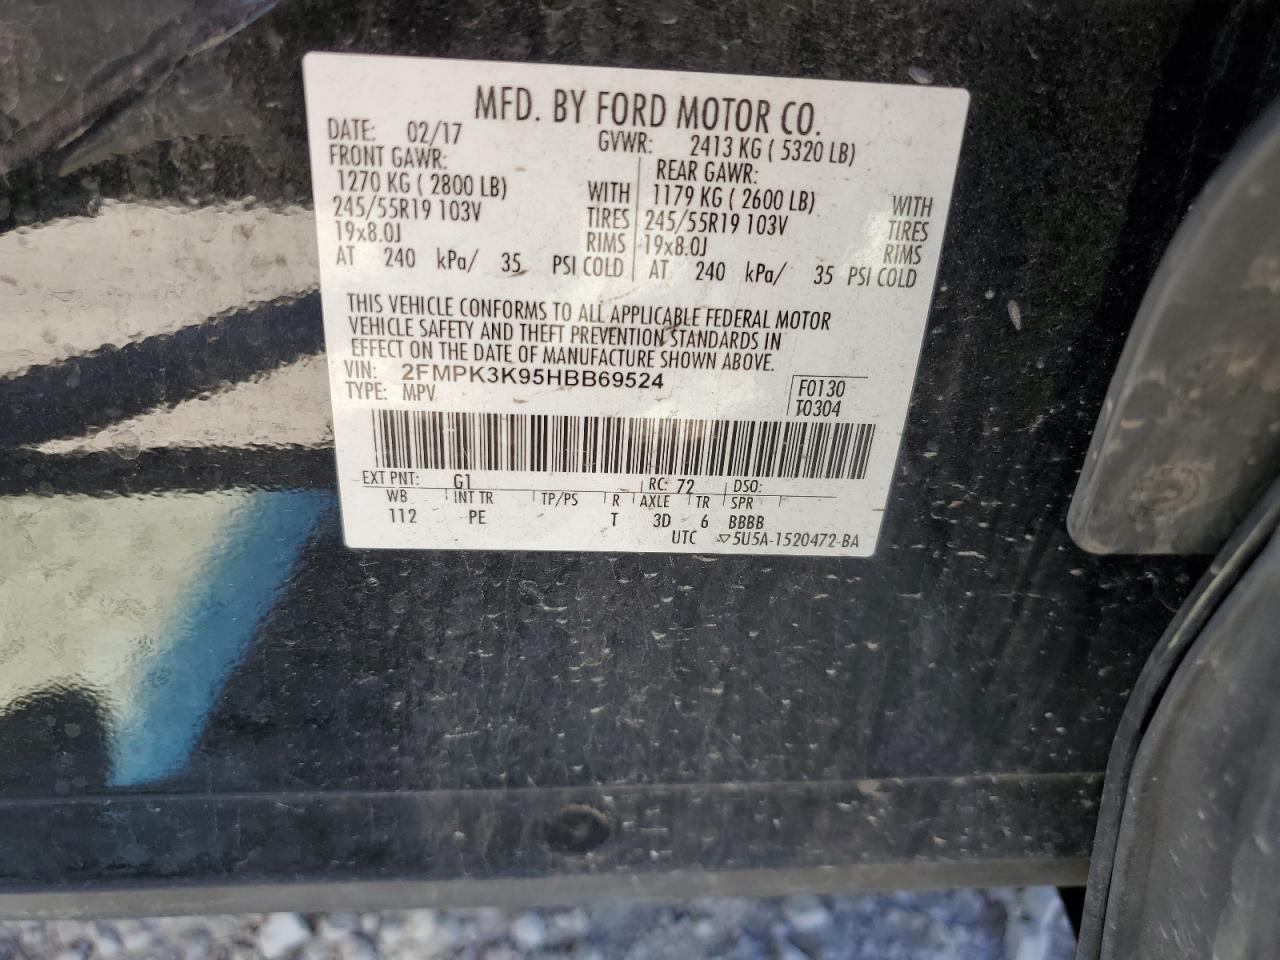 MFD. BY FORD MOTOR CO.
DATE: 02/17 GVWR: 2413 KG ( 5320 LB)
FRONT GAWR: REAR GAWR:
1270 KG ( 2800 LB) WITH 1179 KG ( 2600 LB) WITH
245/55R19 103V TIRES 245/55R19 103V TIRES
19x8.0J RIMS 19x8.0J RIMS
AT 240 kPa/ 35 PSI COLD AT 240 kPa/ 35 PSI COLD
THIS VEHICLE CONFORMS TO ALL APPLICABLE FEDERAL MOTOR
VEHICLE SAFETY AND THEFT PREVENTION STANDARDS IN
EFFECT ON THE DATE OF MANUFACTURE SHOWN ABOVE.
VIN: 2FMPK3K95HBB69524
TYPE: MPV
F0130
T0304
EXT PNT: G1 RC: 72 DSO:
WB INT TR TP/PS R AXLE TR SPR
112 PE T 3D 6 BBBB
UTC ▽5U5A-1520472-BA